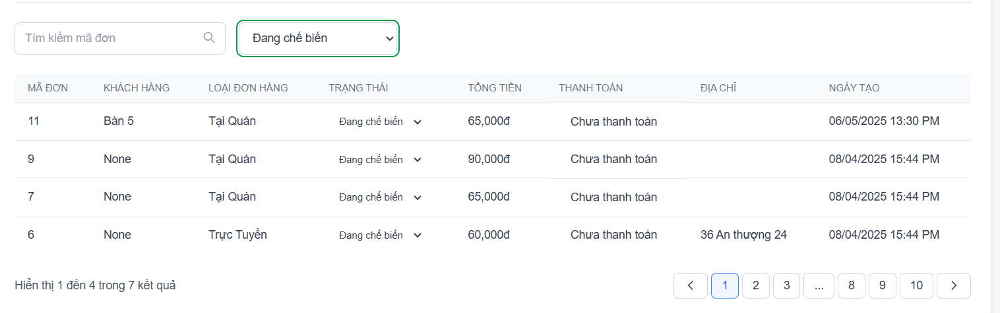 Tìm kiếm mã đơn Đang chế biến
MÃ ĐƠN KHÁCH HÀNG LOẠI ĐƠN HÀNG TRẠNG THÁI TỔNG TIỀN THANH TOÁN ĐỊA CHỈ NGÀY TẠO
11 Bàn 5 Tại Quán Đang chế biến 65,000đ Chưa thanh toán 06/05/2025 13:30 PM
9 None Tại Quán Đang chế biến 90,000đ Chưa thanh toán 08/04/2025 15:44 PM
7 None Tại Quán Đang chế biến 65,000đ Chưa thanh toán 08/04/2025 15:44 PM
6 None Trực Tuyến Đang chế biến 60,000đ Chưa thanh toán 36 An thượng 24 08/04/2025 15:44 PM
Hiển thị 1 đến 4 trong 7 kết quả 1 2 3 ... 8 9 10